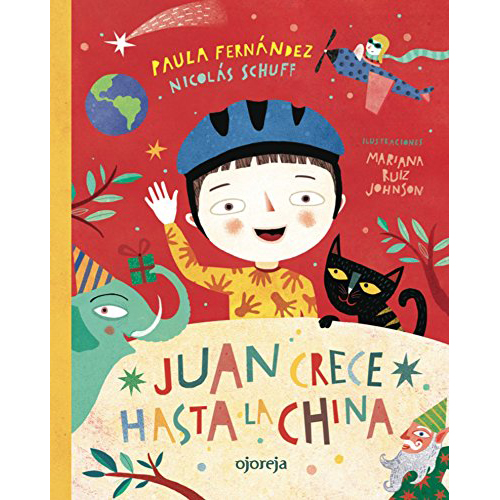 PAULA FERNÁNDEZ
NICOLÁS SCHUFF
ILUSTRACIONES
MARIANA
RUIZ
JOHNSON
JUAN CRECE
HASTA LA CHINA
ojoreja